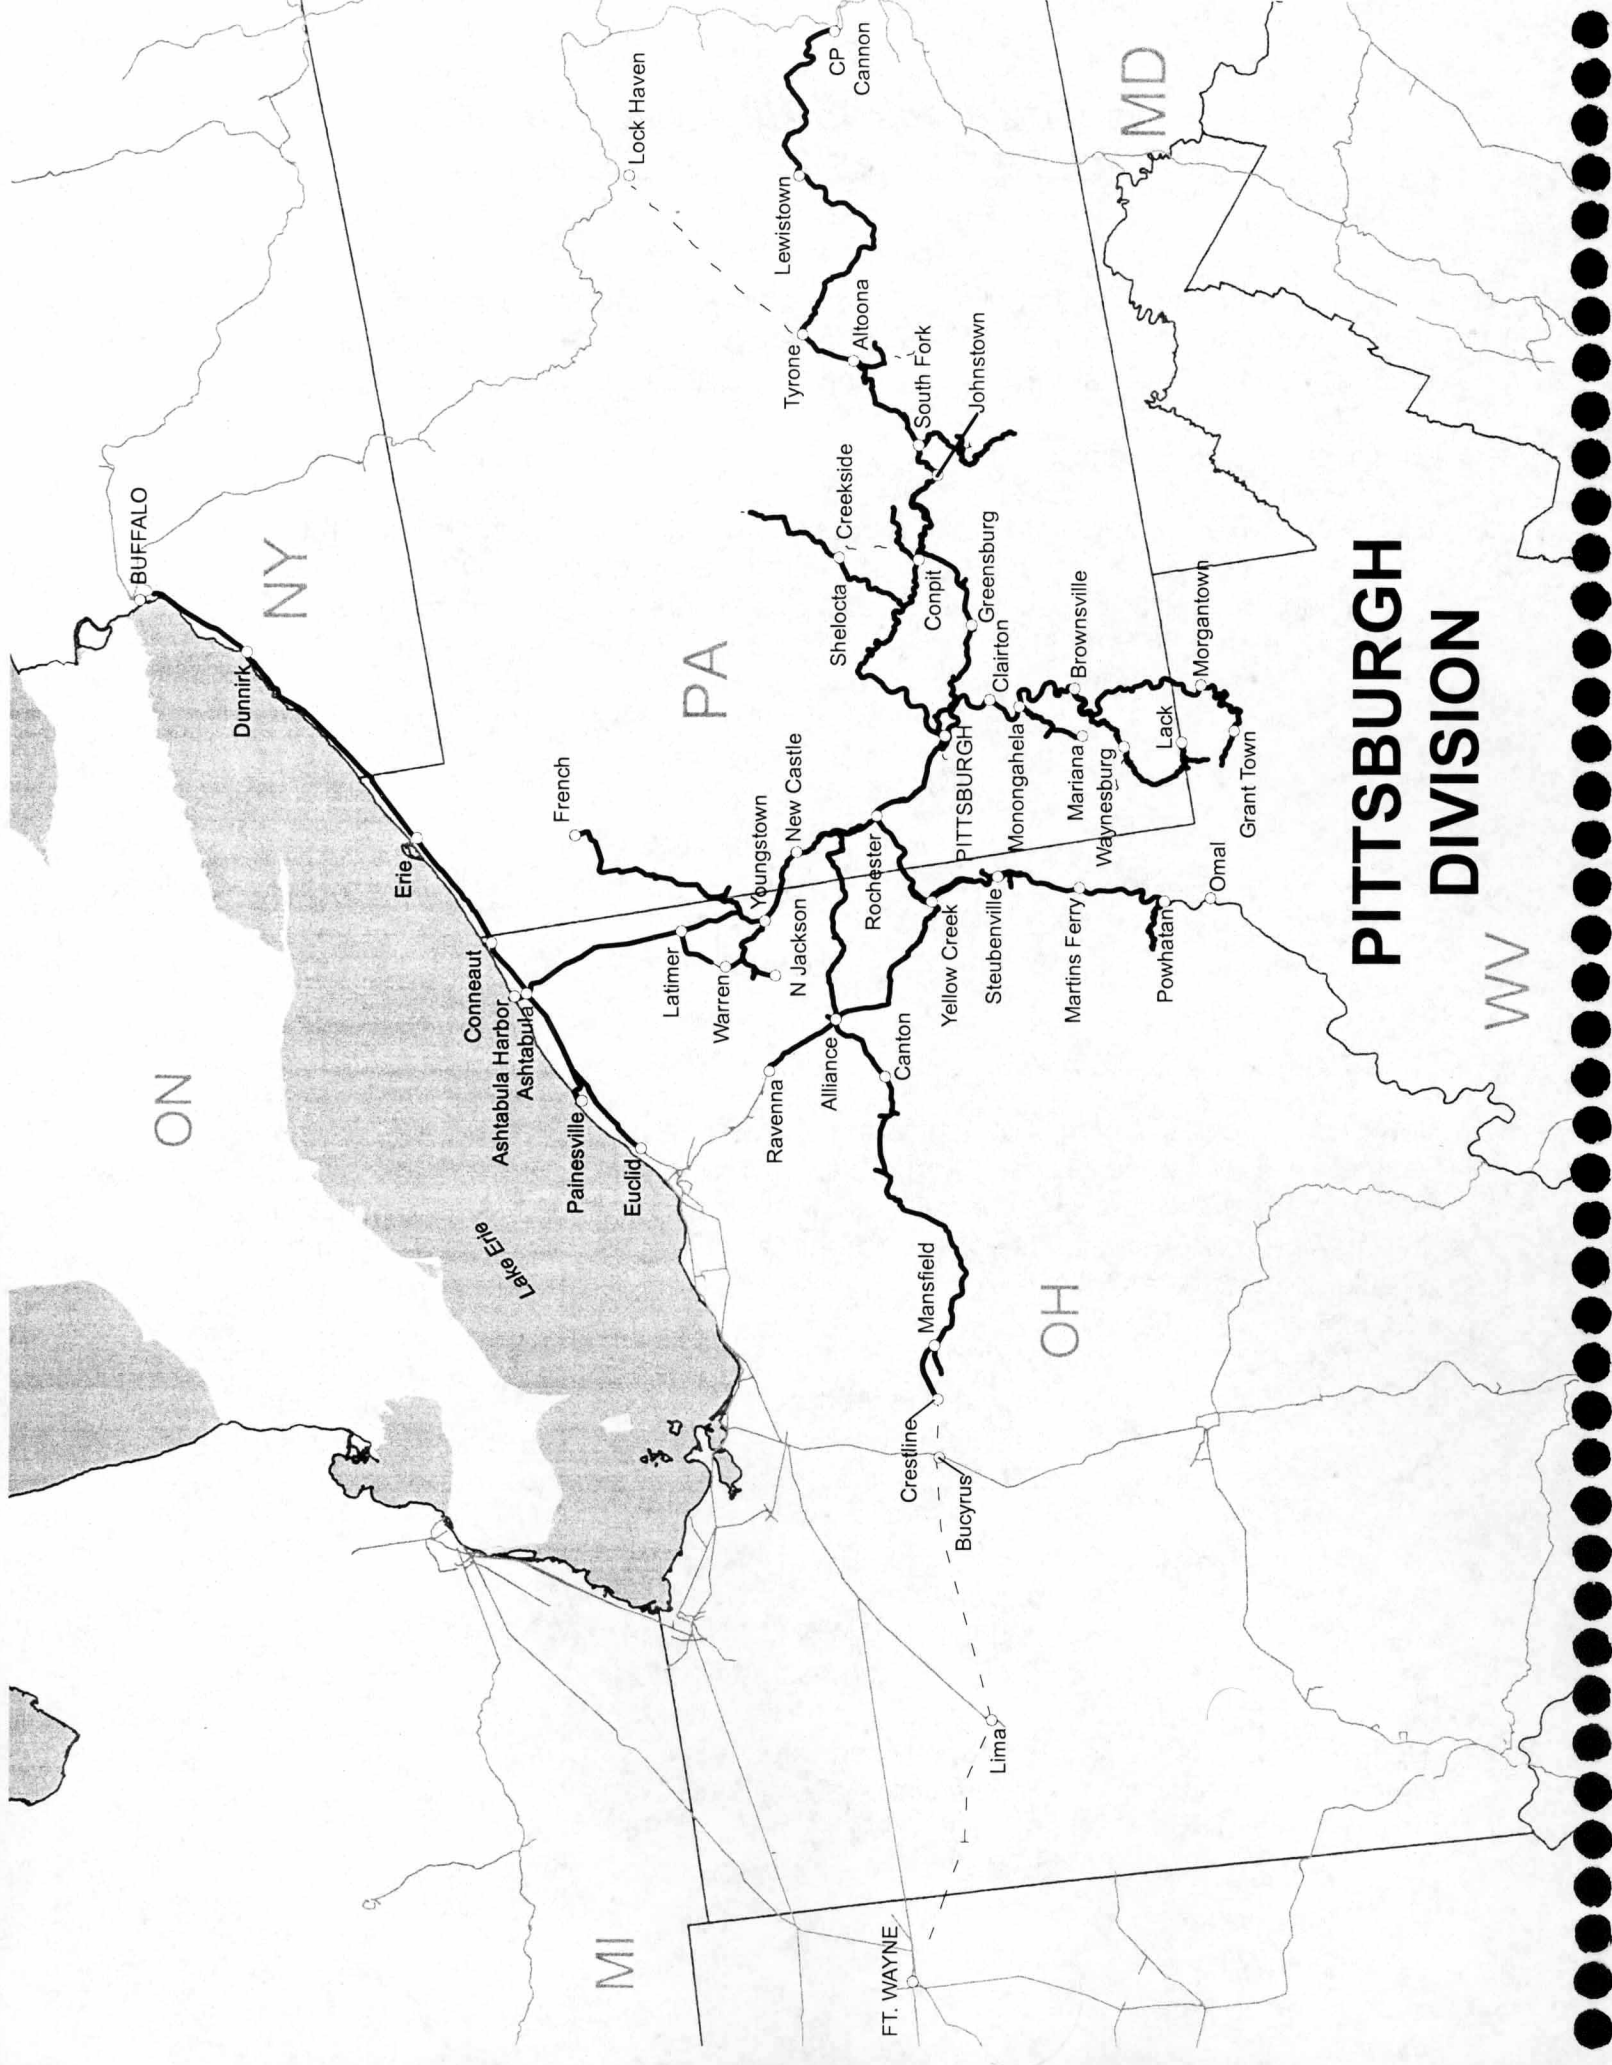 BUFFALO
Dunnirk
Erie
Conneaut
Ashtabula Harbor
Ashtabula
Painesville
Euclid
Lake Erie
ON
NY
PA
MD
WV
OH
MI
Lock Haven
CP
Cannon
Lewistown
Tyrone
Altoona
South Fork
Johnstown
Creekside
Shelocta
Conpit
Greensburg
Clairton
Brownsville
Morgantown
PITTSBURGH
Monongahela
Mariana
Waynesburg
Lack
Grant Town
French
New Castle
Youngstown
N Jackson
Latimer
Warren
Rochester
Yellow Creek
Steubenville
Martins Ferry
Powhatan
Omal
Ravenna
Alliance
Canton
Mansfield
Crestline
Bucyrus
Lima
FT. WAYNE
PITTSBURGH
DIVISION